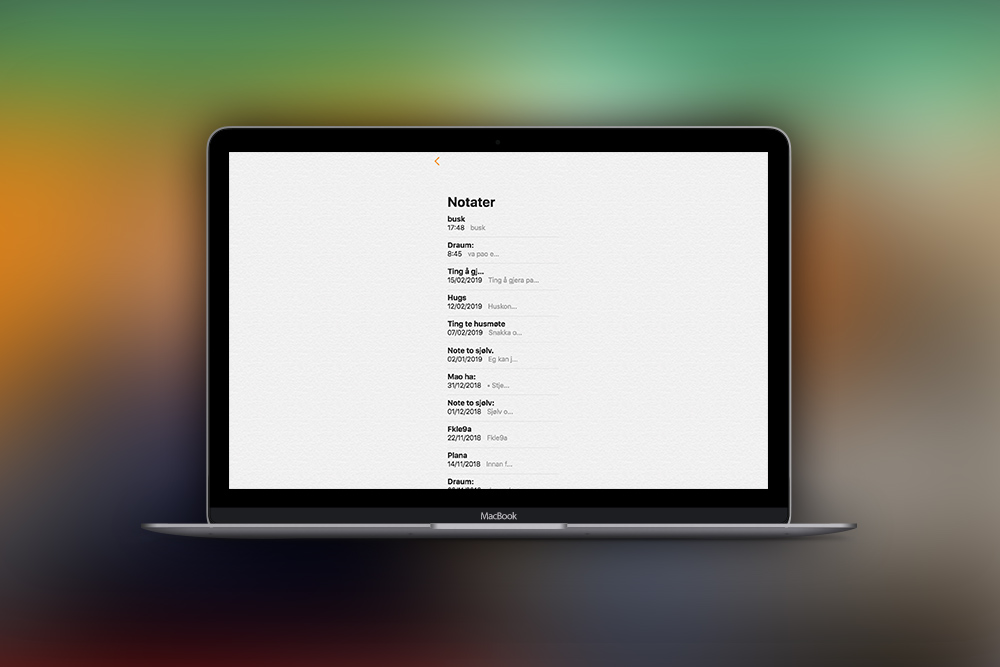 Notater
busk
17:48 busk
Draum:
8:45 va pao e...
Ting å gj...
15/02/2019 Ting å gjera pa...
Hugs
12/02/2019 Huskon...
Ting te husmøte
07/02/2019 Snakka o...
Note to sjølv.
02/01/2019 Eg kan j...
Mao ha:
31/12/2018 • Stje...
Note to sjølv:
01/12/2018 Sjølv o...
Fkle9a
22/11/2018 Fkle9a
Plana
14/11/2018 Innan f...
Draum:
MacBook